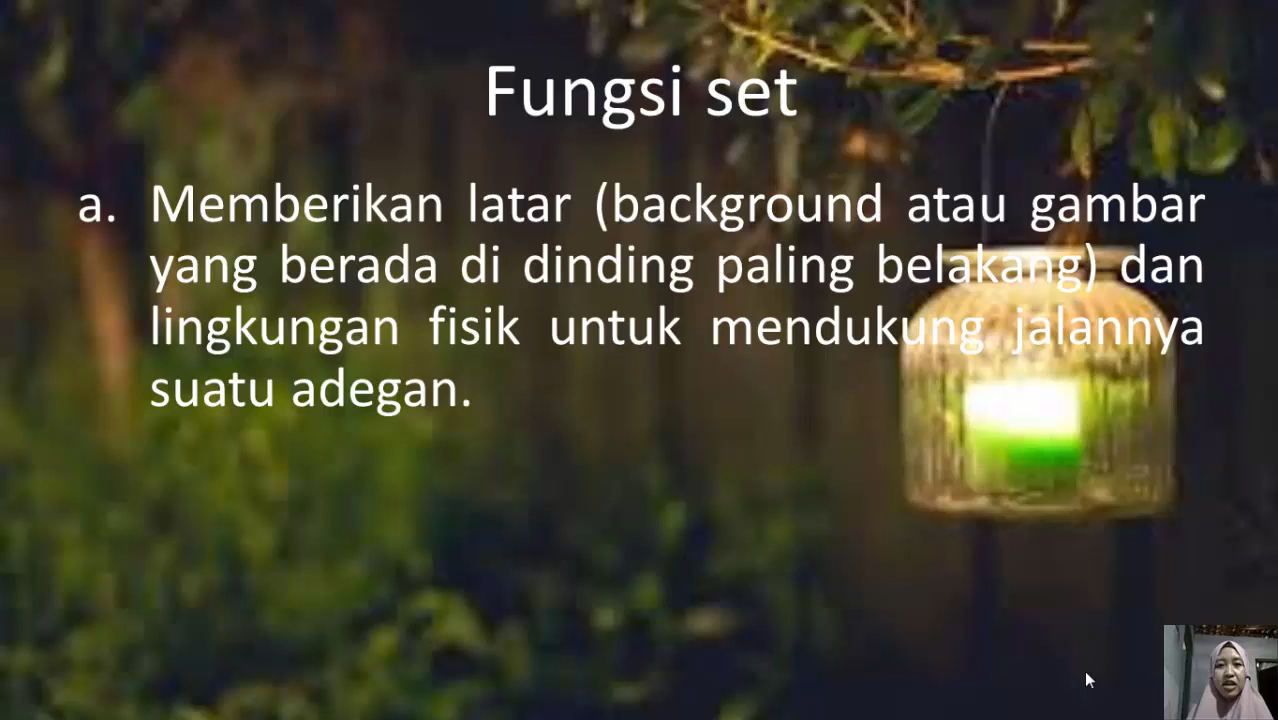 Fungsi set
a. Memberikan latar (background atau gambar
yang berada di dinding paling belakang) dan
lingkungan fisik untuk mendukung jalannya
suatu adegan.